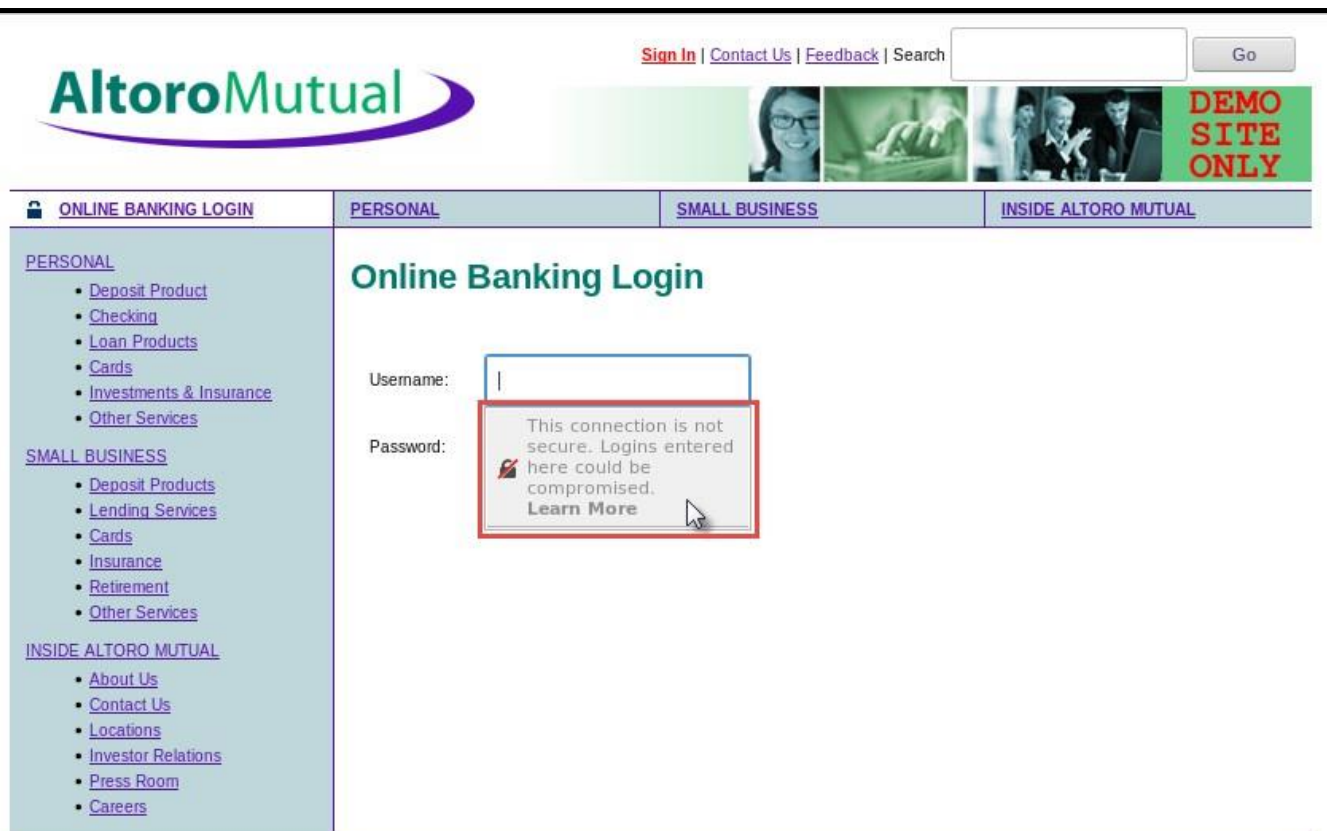 Sign In | Contact Us | Feedback | Search
Go
AltoroMutual
DEMO
SITE
ONLY
ONLINE BANKING LOGIN
PERSONAL
SMALL BUSINESS
INSIDE ALTORO MUTUAL
PERSONAL
• Deposit Product
• Checking
• Loan Products
• Cards
• Investments & Insurance
• Other Services
SMALL BUSINESS
• Deposit Products
• Lending Services
• Cards
• Insurance
• Retirement
• Other Services
INSIDE ALTORO MUTUAL
• About Us
• Contact Us
• Locations
• Investor Relations
• Press Room
• Careers
Online Banking Login
Username:
Password:
This connection is not
secure. Logins entered
here could be
compromised.
Learn More